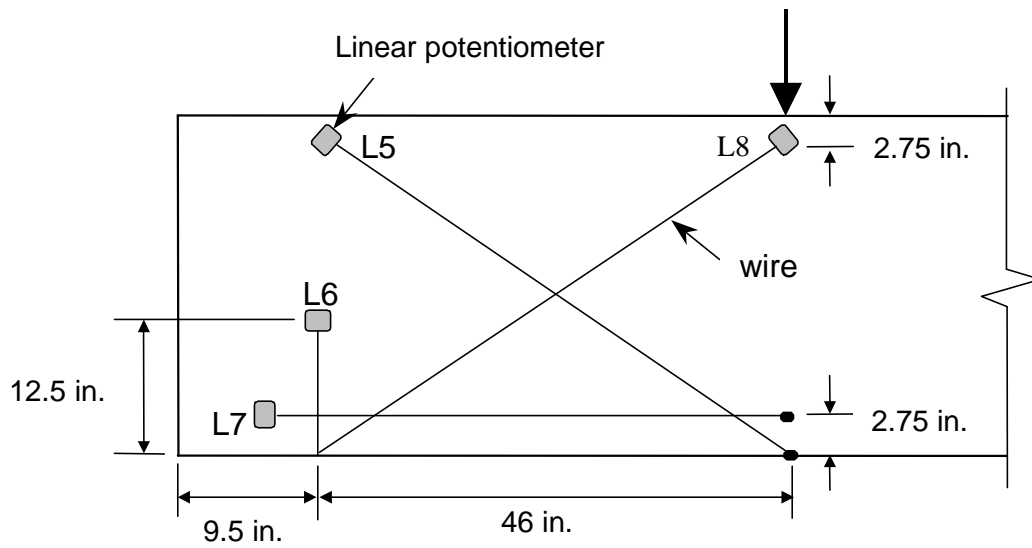 Linear potentiometer
L5
L8
2.75 in.
wire
L6
12.5 in.
L7
2.75 in.
9.5 in.
46 in.